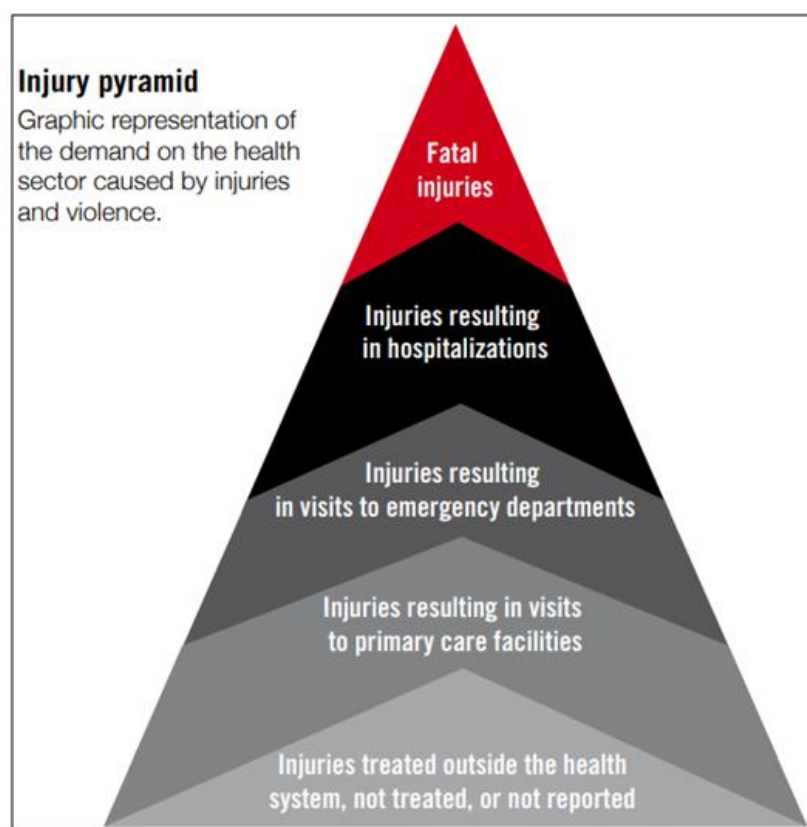 Injury pyramid
Graphic representation of
the demand on the health
sector caused by injuries
and violence.
Fatal
injuries
Injuries resulting
in hospitalizations
Injuries resulting
in visits to emergency departments
Injuries resulting in visits
to primary care facilities
Injuries treated outside the health
system, not treated, or not reported